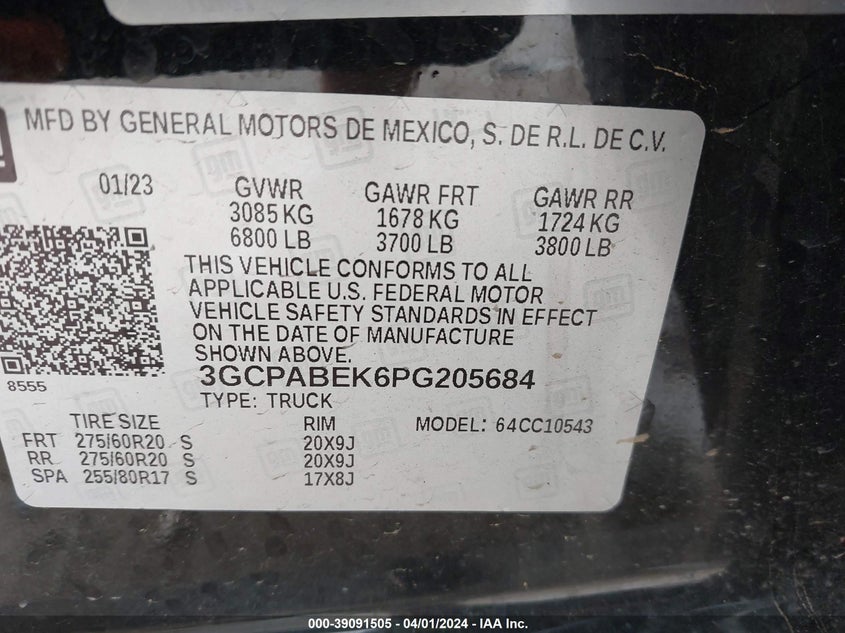 MFD BY GENERAL MOTORS DE MEXICO, S. DE R.L. DE C.V.
01/23 GVWR GAWR FRT GAWR RR
3085 KG 1678 KG 1724 KG
6800 LB 3700 LB 3800 LB
THIS VEHICLE CONFORMS TO ALL
APPLICABLE U.S. FEDERAL MOTOR
VEHICLE SAFETY STANDARDS IN EFFECT
ON THE DATE OF MANUFACTURE
SHOWN ABOVE.
8555 3GCPABEK6PG205684
TYPE: TRUCK
TIRE SIZE RIM MODEL: 64CC10543
FRT 275/60R20 S 20X9J
RR 275/60R20 S 20X9J
SPA 255/80R17 S 17X8J
000-39091505 / 04/01/2024 - IAA Inc.